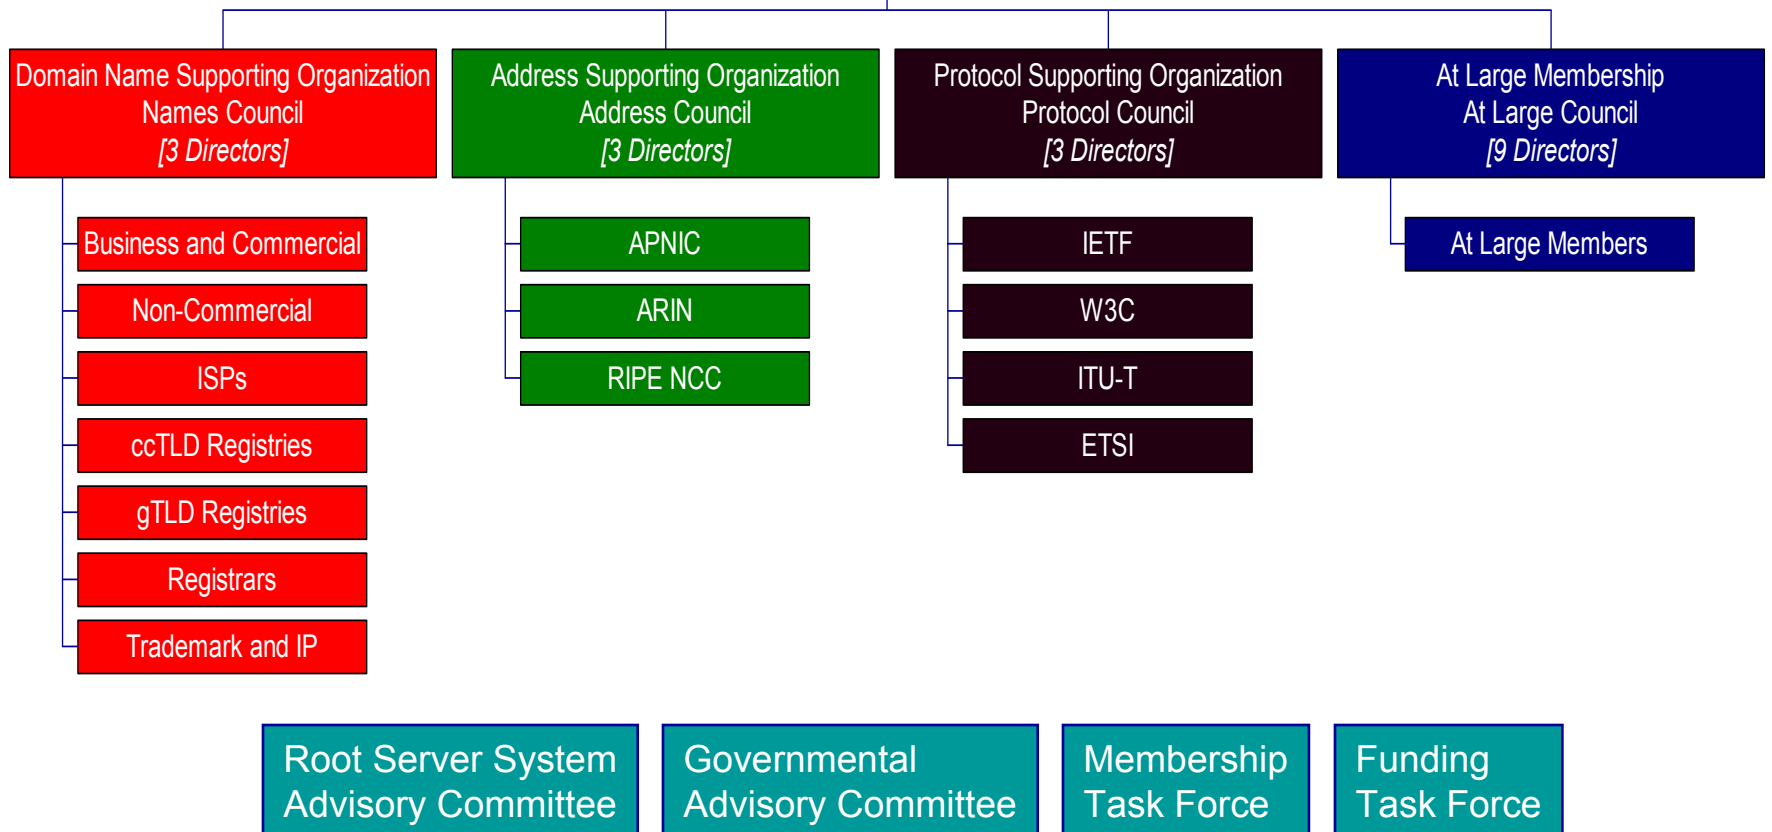 Domain Name Supporting Organization
Names Council
[3 Directors]
Address Supporting Organization
Address Council
[3 Directors]
Protocol Supporting Organization
Protocol Council
[3 Directors]
At Large Membership
At Large Council
[9 Directors]
Business and Commercial
Non-Commercial
ISPs
ccTLD Registries
gTLD Registries
Registrars
Trademark and IP
APNIC
ARIN
RIPE NCC
IETF
W3C
ITU-T
ETSI
At Large Members
Root Server System
Advisory Committee
Governmental
Advisory Committee
Membership
Task Force
Funding
Task Force